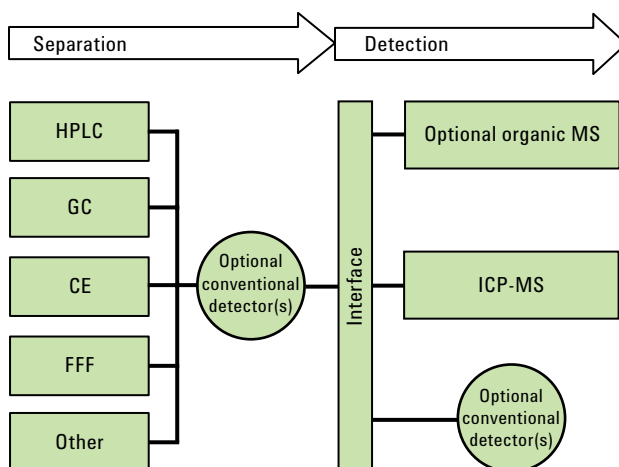 Separation
Detection
HPLC
GC
CE
FFF
Other
Optional
conventional
detector(s)
Interface
Optional organic MS
ICP-MS
Optional
conventional
detector(s)